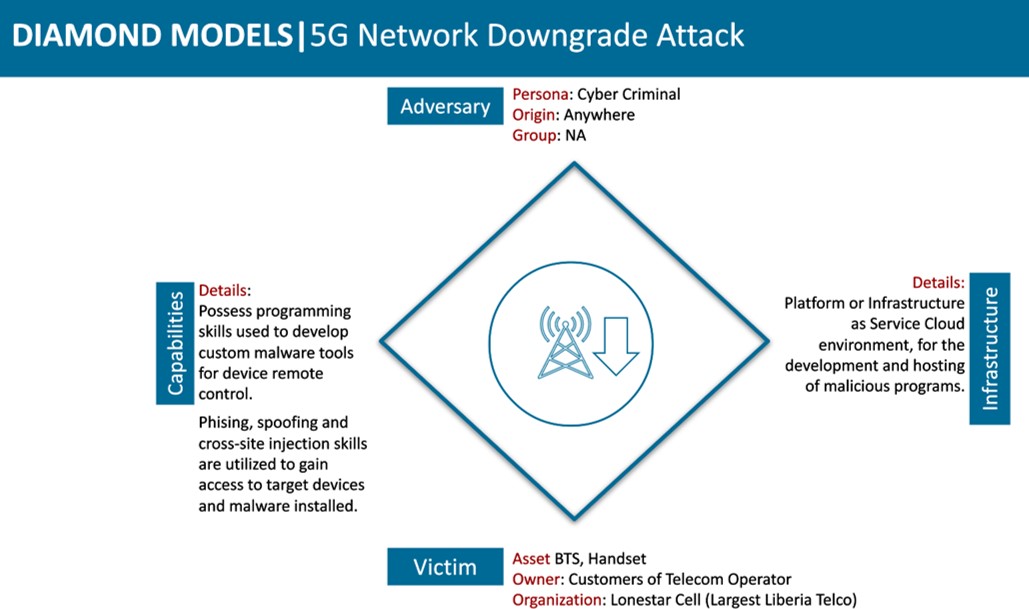 DIAMOND MODELS|5G Network Downgrade Attack
Adversary
Persona: Cyber Criminal
Origin: Anywhere
Group: NA
Capabilities
Details:
Possess programming
skills used to develop
custom malware tools
for device remote
control.
Phising, spoofing and
cross-site injection skills
are utilized to gain
access to target devices
and malware installed.
Details:
Platform or Infrastructure
as Service Cloud
environment, for the
development and hosting
of malicious programs.
Infrastructure
Victim
Asset BTS, Handset
Owner: Customers of Telecom Operator
Organization: Lonestar Cell (Largest Liberia Telco)